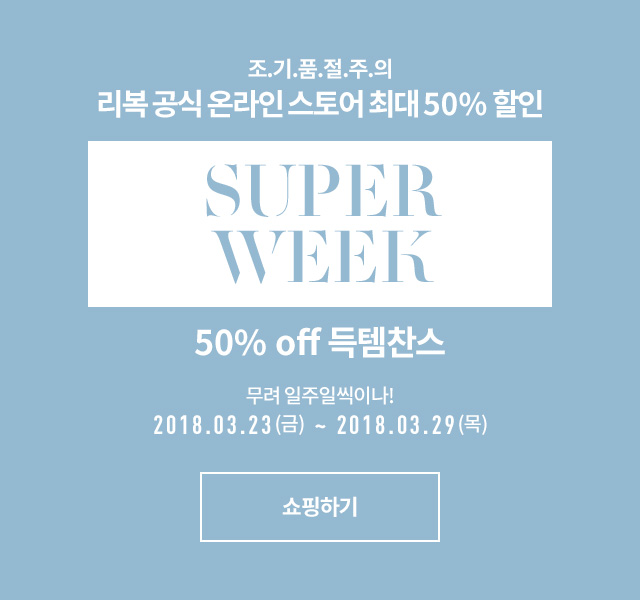 조.기.품.절.주.의
리복 공식 온라인 스토어 최대 50% 할인
SUPER
WEEK
50% off 득템찬스
무려 일주일씩이나!
2018.03.23(금) ~ 2018.03.29(목)
쇼핑하기